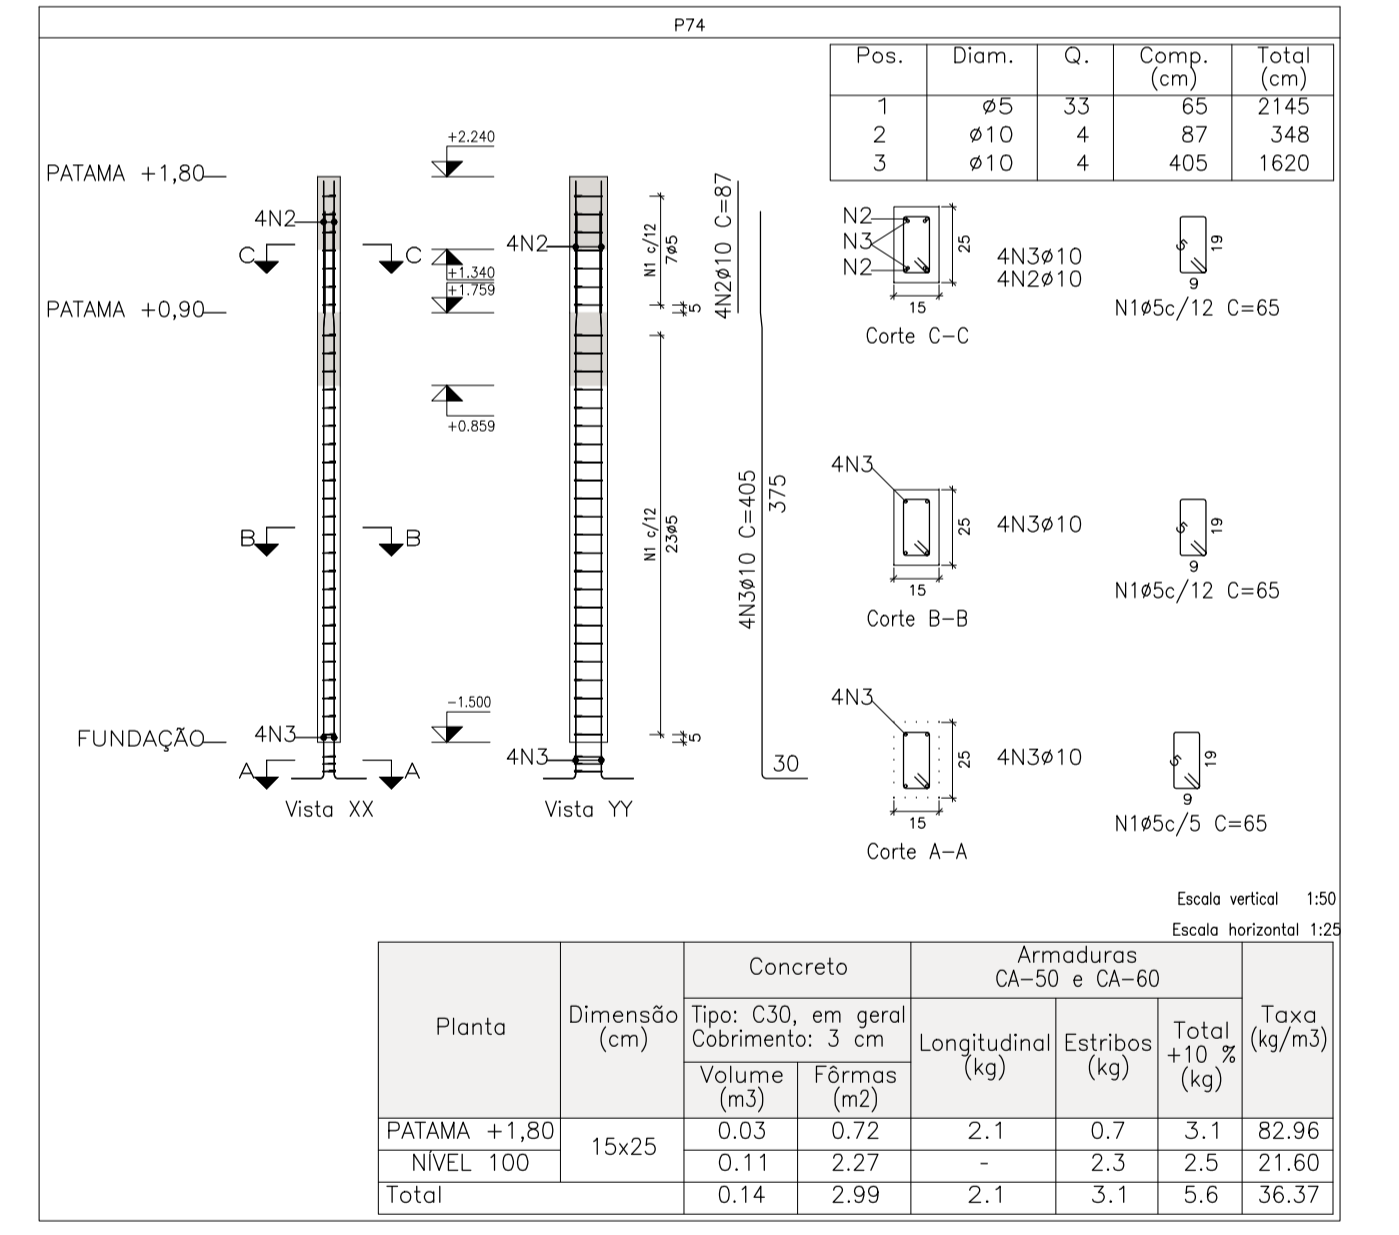 P74
Pos. Diam. Q. Comp. (cm) Total (cm)
1 ø5 33 65 2145
2 ø10 4 87 348
3 ø10 4 405 1620
PATAMA +1,80
PATAMA +0,90
FUNDAÇÃO
4N2
C C
B B
4N3
A A
Vista XX
+2.240
+1.340
+1.759
+0.859
-1.500
4N2
4N3
Vista YY
N1 c/12
7ø5
5
N1 c/12
23ø5
5
4N2ø10 C=87
4N3ø10 C=405
375
30
N2
N3
N2
25
15
4N3ø10
4N2ø10
Corte C-C
5
19
9
N1ø5c/12 C=65
4N3
25
15
4N3ø10
Corte B-B
5
19
9
N1ø5c/12 C=65
4N3
25
15
4N3ø10
Corte A-A
5
19
9
N1ø5c/5 C=65
Escala vertical 1:50
Escala horizontal 1:25
Planta
Dimensão
(cm)
Concreto
Tipo: C30, em geral
Cobrimento: 3 cm
Volume
(m3)
Fôrmas
(m2)
Armaduras
CA-50 e CA-60
Longitudinal
(kg)
Estribos
(kg)
Total
+10 %
(kg)
Taxa
(kg/m3)
PATAMA +1,80 15x25 0.03 0.72 2.1 0.7 3.1 82.96
NÍVEL 100 0.11 2.27 - 2.3 2.5 21.60
Total 0.14 2.99 2.1 3.1 5.6 36.37